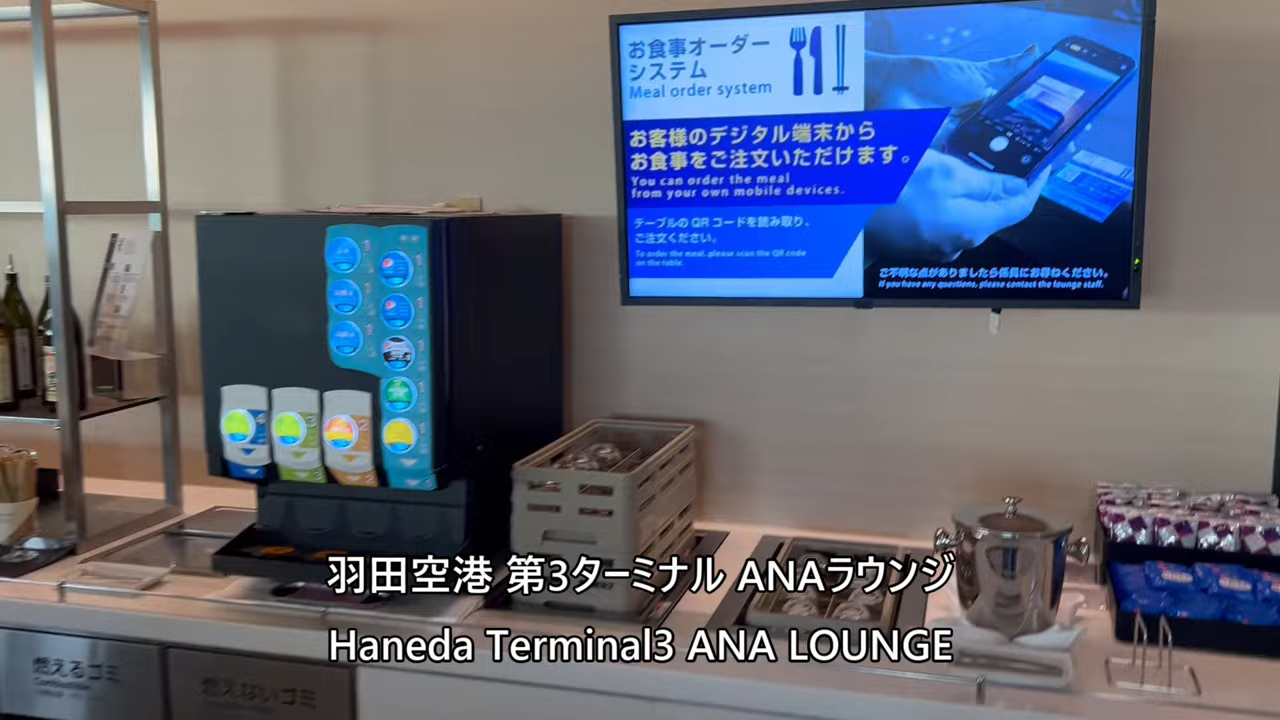 お食事オーダー
システム
Meal order system
お客様のデジタル端末から
お食事をご注文いただけます。
You can order the meal
from your own mobile devices.
テーブルの QR コードを読み取り、
ご注文ください。
To order the meal, please scan the QR code
on the table.
ご不明な点がありましたら係員にお尋ねください。
If you have any questions, please contact the lounge staff.
羽田空港 第3ターミナル ANAラウンジ
Haneda Terminal3 ANA LOUNGE
燃えるゴミ
燃えないゴミ